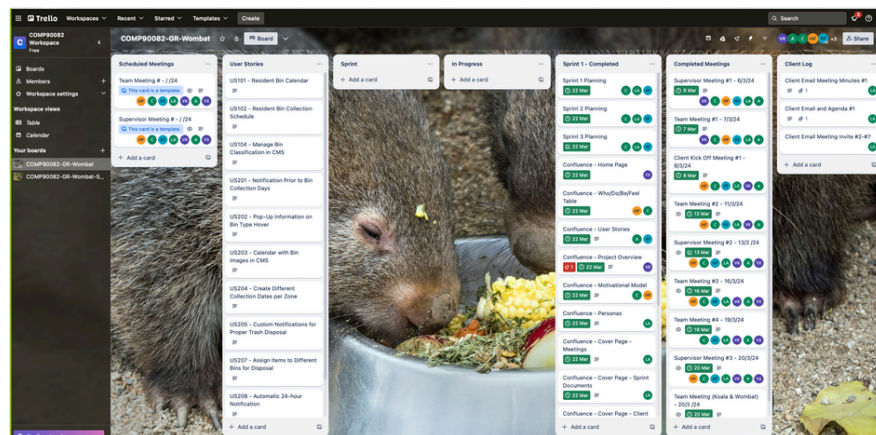 Trello
Workspaces
Recent
Starred
Templates
Create
Search
COMP90082
Workspace
Free
Boards
Members
Workspace settings
Workspace views
Table
Calendar
Your boards
COMP90082-GR-Wombat
COMP90082-GR-Wombat-S...
COMP90082-GR-Wombat
Board
Share
Scheduled Meetings
Team Meeting # - / /24
This card is a template.
Supervisor Meeting # - / /24
This card is a template.
+ Add a card
User Stories
US101 - Resident Bin Calendar
US102 - Resident Bin Collection
Schedule
US104 - Manage Bin
Classification in CMS
US201 - Notification Prior to Bin
Collection Days
US202 - Pop-Up Information on
Bin Type Hover
US203 - Calendar with Bin
Images in CMS
US204 - Create Different
Collection Dates per Zone
US205 - Custom Notifications for
Proper Trash Disposal
US207 - Assign Items to Different
Bins for Disposal
US208 - Automatic 24-hour
Notification
+ Add a card
Sprint
+ Add a card
In Progress
+ Add a card
Sprint 1 - Completed
Sprint 1 Planning
22 Mar
Sprint 2 Planning
22 Mar
Sprint 3 Planning
22 Mar
Confluence - Home Page
22 Mar
Confluence - Who/Do/Be/Feel
Table
22 Mar
Confluence - User Stories
22 Mar
Confluence - Project Overview
22 Mar
Confluence - Motivational Model
22 Mar
Confluence - Personas
22 Mar
Confluence - Cover Page -
Meetings
22 Mar
Confluence - Cover Page - Sprint
Documents
22 Mar
Confluence - Cover Page - Client
+ Add a card
Completed Meetings
Supervisor Meeting #1 - 6/3/24
6 Mar
Team Meeting #1 - 7/3/24
7 Mar
Client Kick Off Meeting #1 -
8/3/24
8 Mar
Team Meeting #2 - 11/3/24
12 Mar
Supervisor Meeting #2 - 13/3 /24
13 Mar
Team Meeting #3 - 16/3/24
16 Mar
Team Meeting #4 - 19/3/24
19 Mar
Supervisor Meeting #3 - 20/3/24
20 Mar
Team Meeting (Koala & Wombat)
- 20/3 /24
20 Mar
+ Add a card
Client Log
Client Email Meeting Minutes #1
1
Client Email and Agenda #1
1
Client Email Meeting Invite #2-#7
+ Add a card